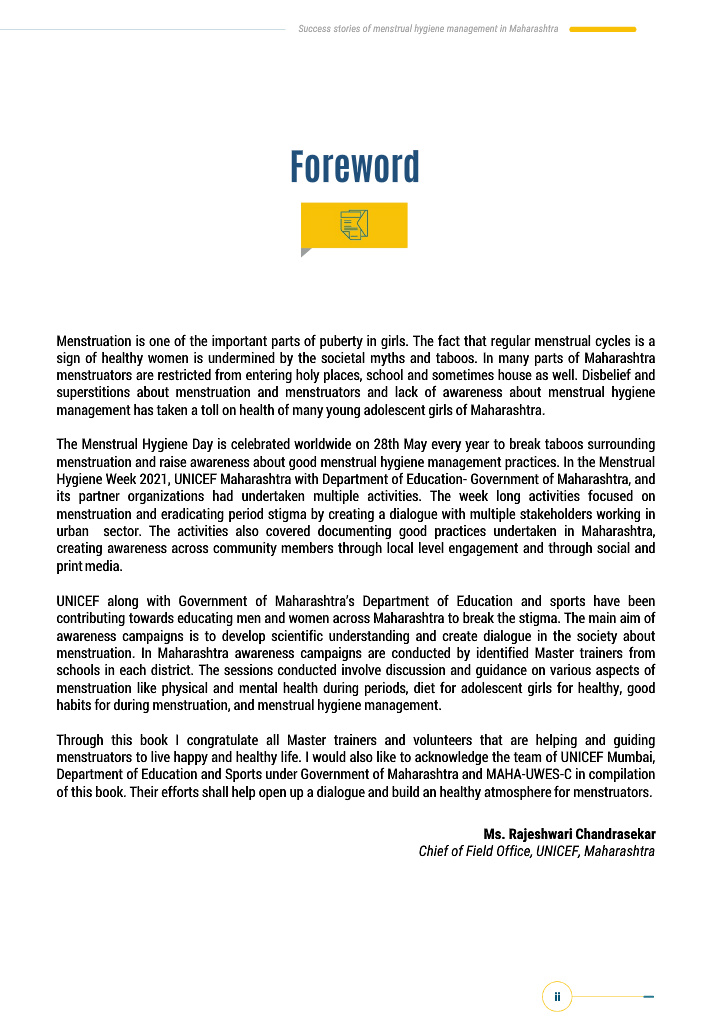 Success stories of menstrual hygiene management in Maharashtra
Foreword
Menstruation is one of the important parts of puberty in girls. The fact that regular menstrual cycles is a
sign of healthy women is undermined by the societal myths and taboos. In many parts of Maharashtra
menstruators are restricted from entering holy places, school and sometimes house as well. Disbelief and
superstitions about menstruation and menstruators and lack of awareness about menstrual hygiene
management has taken a toll on health of many young adolescent girls of Maharashtra.
The Menstrual Hygiene Day is celebrated worldwide on 28th May every year to break taboos surrounding
menstruation and raise awareness about good menstrual hygiene management practices. In the Menstrual
Hygiene Week 2021, UNICEF Maharashtra with Department of Education- Government of Maharashtra, and
its partner organizations had undertaken multiple activities. The week long activities focused on
menstruation and eradicating period stigma by creating a dialogue with multiple stakeholders working in
urban sector. The activities also covered documenting good practices undertaken in Maharashtra,
creating awareness across community members through local level engagement and through social and
print media.
UNICEF along with Government of Maharashtra's Department of Education and sports have been
contributing towards educating men and women across Maharashtra to break the stigma. The main aim of
awareness campaigns is to develop scientific understanding and create dialogue in the society about
menstruation. In Maharashtra awareness campaigns are conducted by identified Master trainers from
schools in each district. The sessions conducted involve discussion and guidance on various aspects of
menstruation like physical and mental health during periods, diet for adolescent girls for healthy, good
habits for during menstruation, and menstrual hygiene management.
Through this book I congratulate all Master trainers and volunteers that are helping and guiding
menstruators to live happy and healthy life. I would also like to acknowledge the team of UNICEF Mumbai,
Department of Education and Sports under Government of Maharashtra and MAHA-UWES-C in compilation
of this book. Their efforts shall help open up a dialogue and build an healthy atmosphere for menstruators.
Ms. Rajeshwari Chandrasekar
Chief of Field Office, UNICEF, Maharashtra
ii